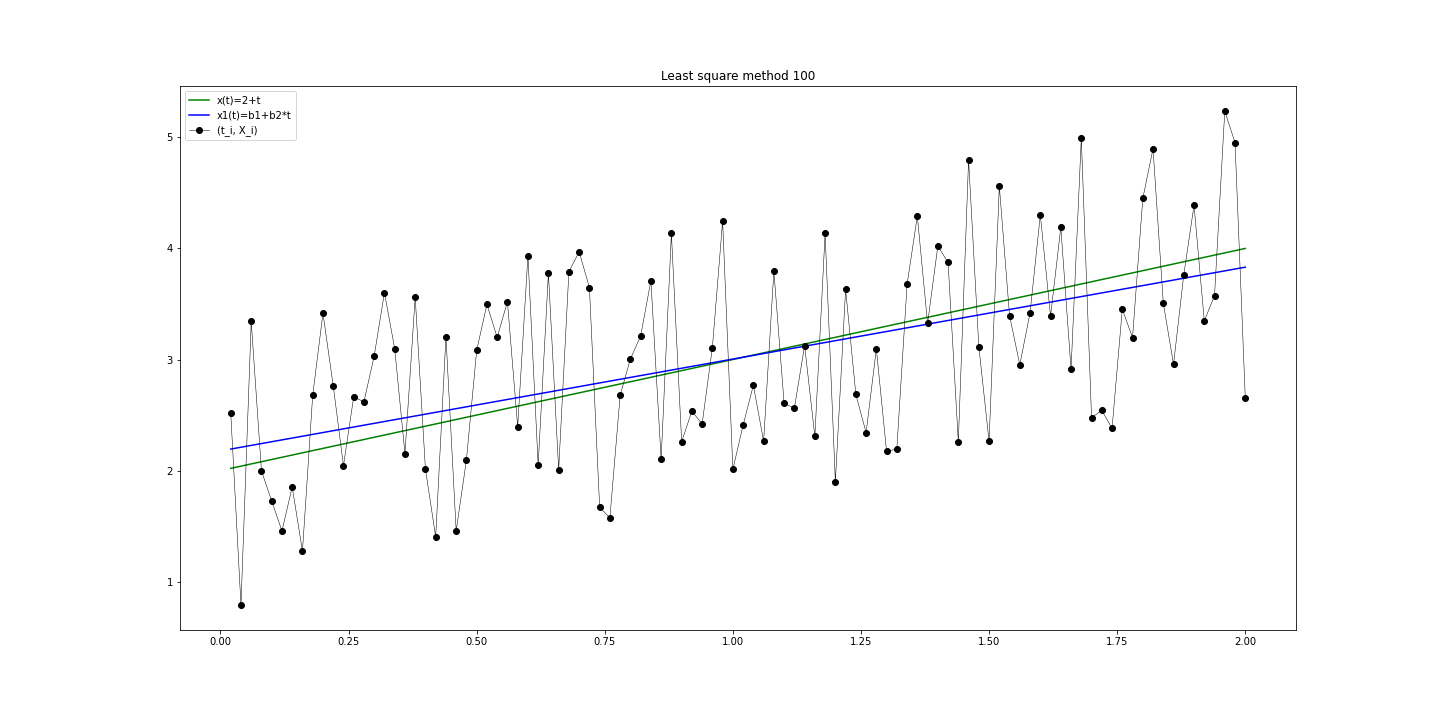 Least square method 100
x(t)=2+t
x1(t)=b1+b2*t
(t_i, X_i)
5
4
3
2
1
0.00 0.25 0.50 0.75 1.00 1.25 1.50 1.75 2.00